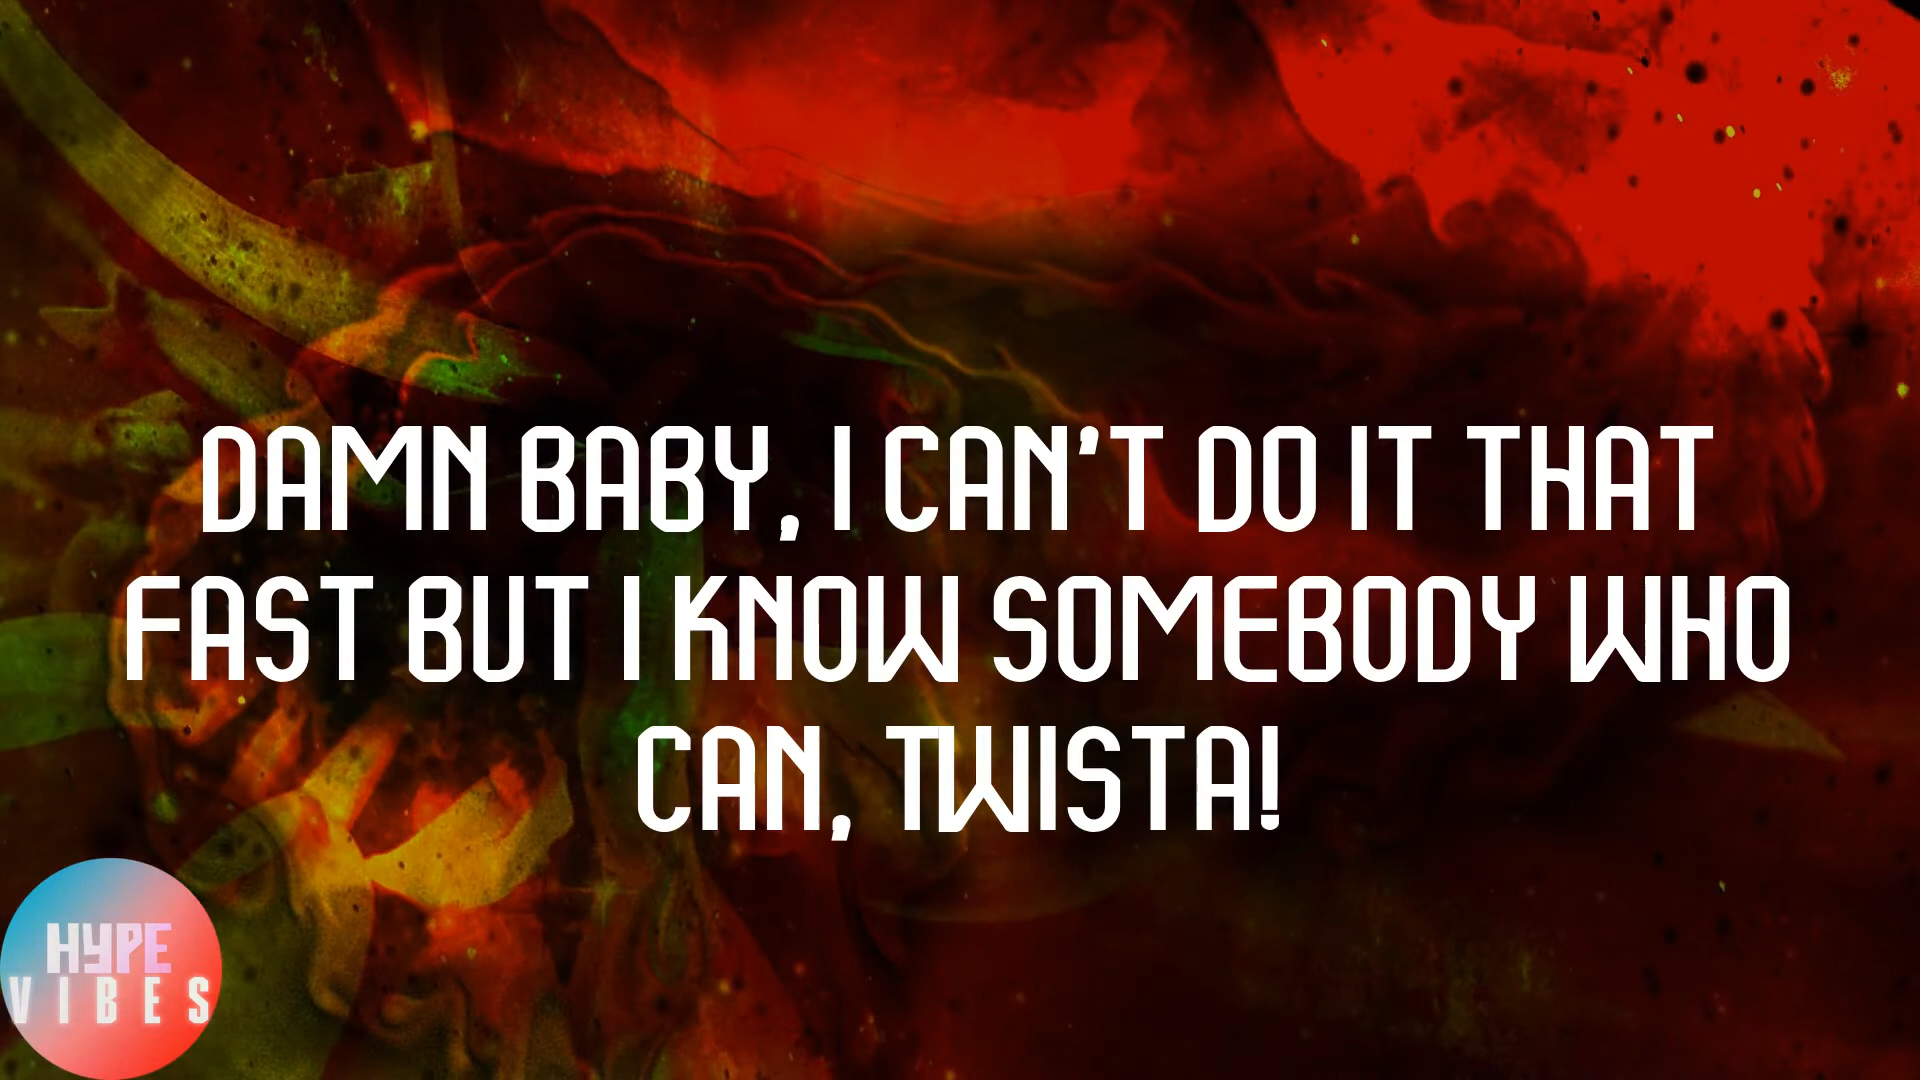 DAMN BABY, I CAN'T DO IT THAT
FAST BUT I KNOW SOMEBODY WHO
CAN, TWISTA!
HYPE
VIBES